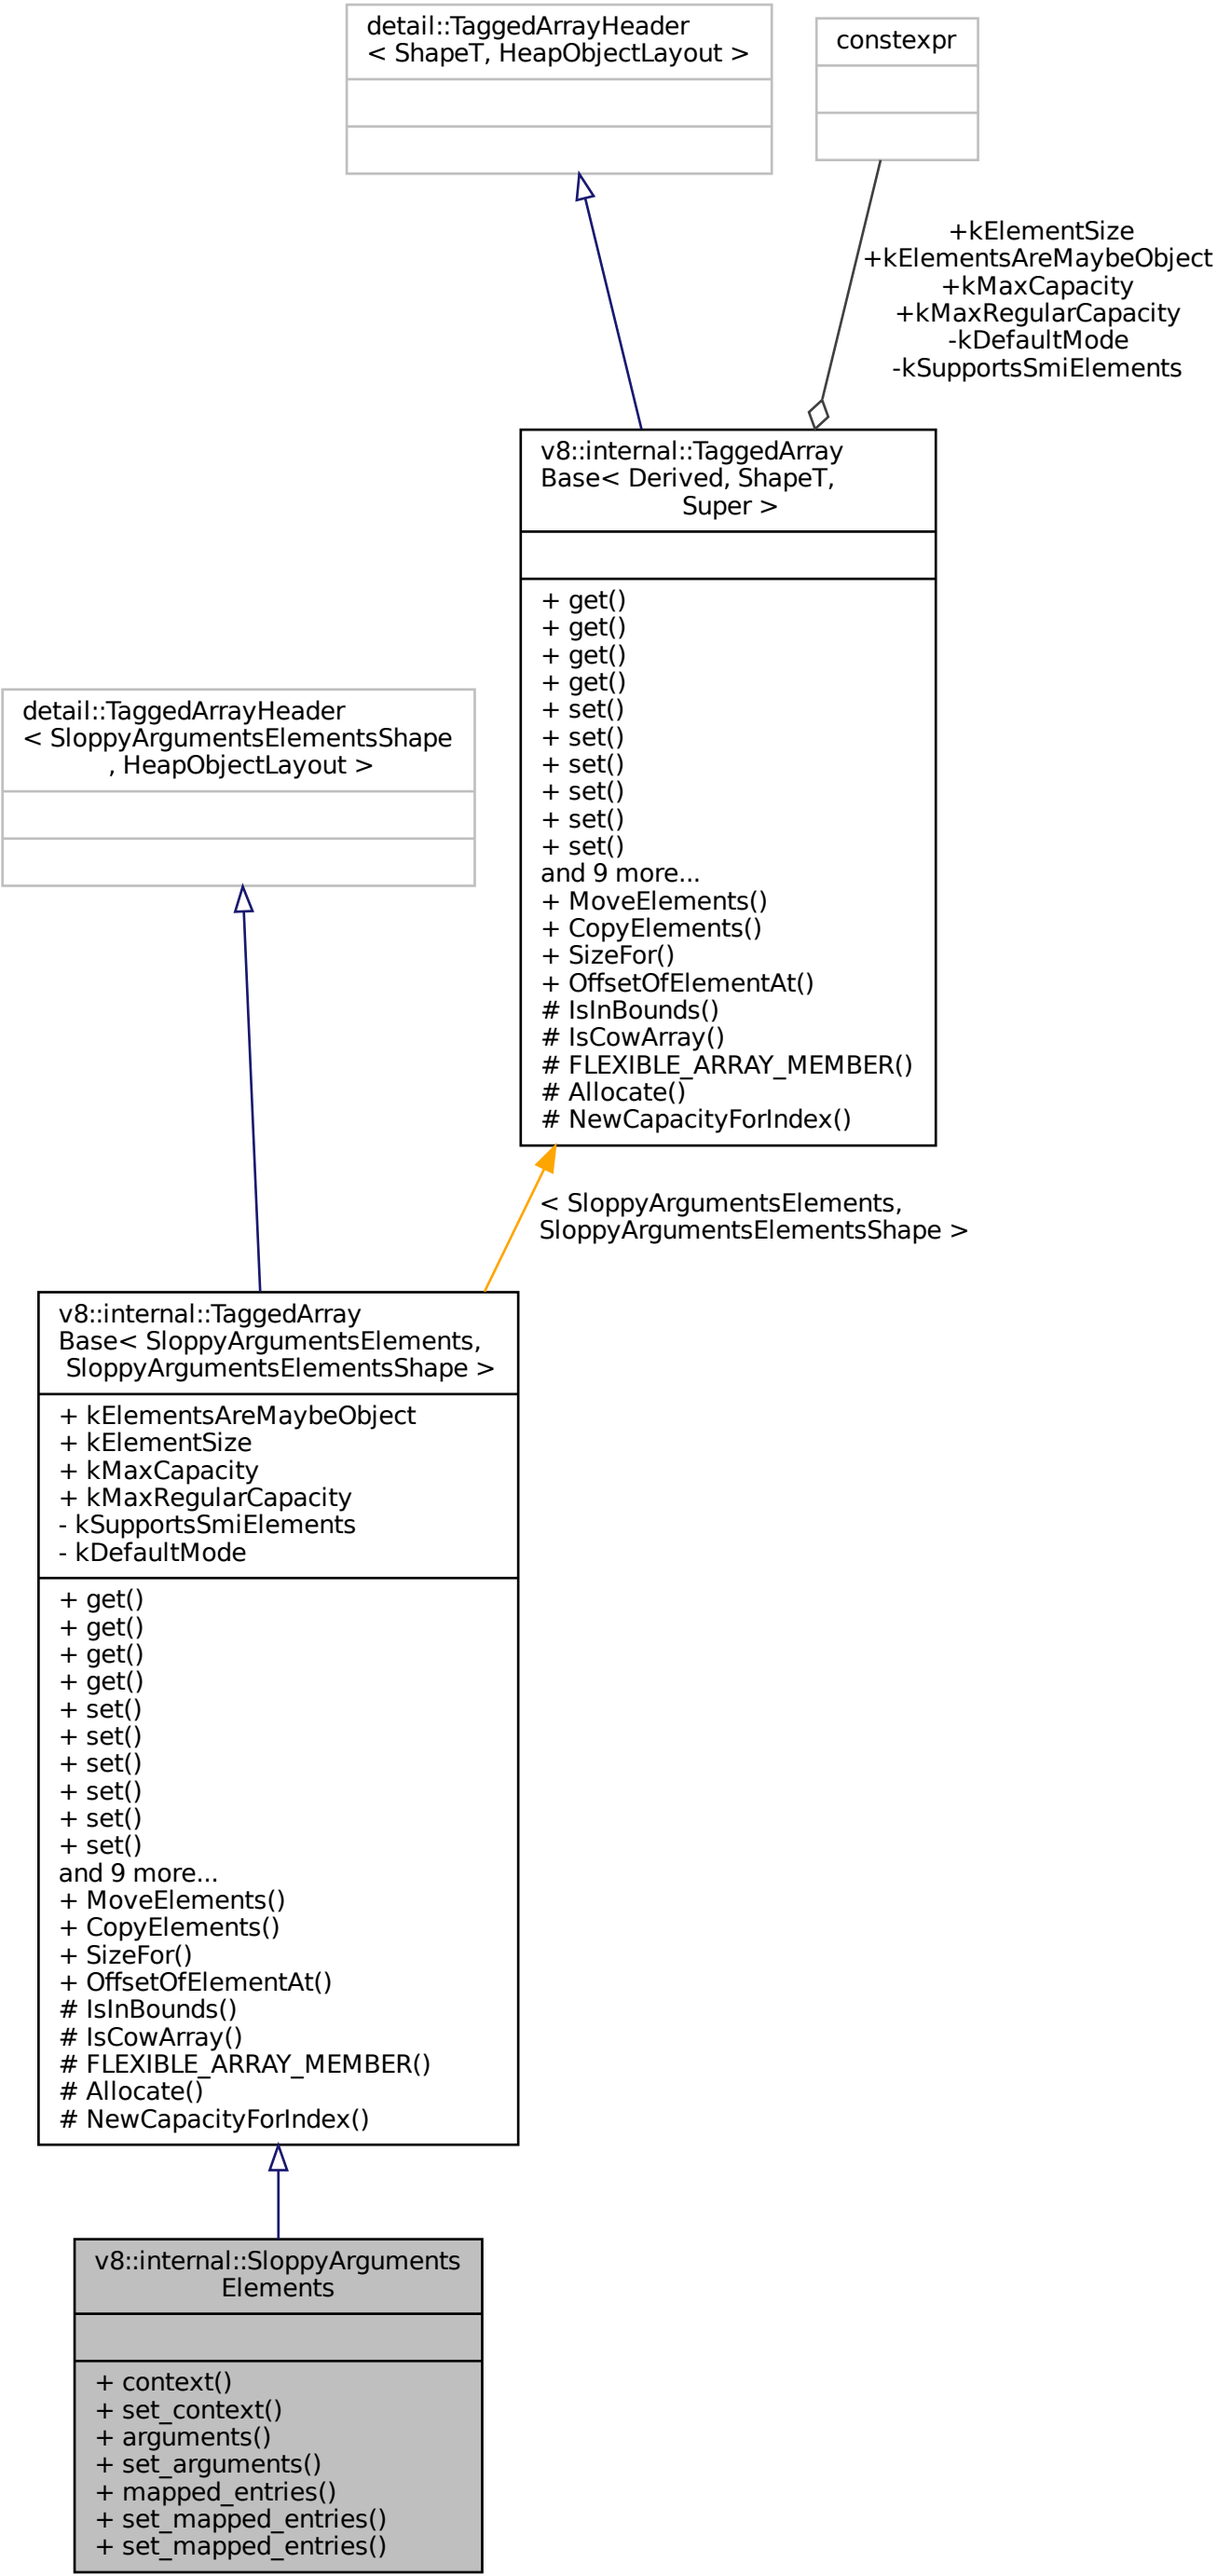 detail::TaggedArrayHeader
< ShapeT, HeapObjectLayout >
constexpr
+kElementSize
+kElementsAreMaybeObject
+kMaxCapacity
+kMaxRegularCapacity
-kDefaultMode
-kSupportsSmiElements
v8::internal::TaggedArray
Base< Derived, ShapeT,
Super >
+ get()
+ get()
+ get()
+ get()
+ set()
+ set()
+ set()
+ set()
+ set()
+ set()
and 9 more...
+ MoveElements()
+ CopyElements()
+ SizeFor()
+ OffsetOfElementAt()
# IsInBounds()
# IsCowArray()
# FLEXIBLE_ARRAY_MEMBER()
# Allocate()
# NewCapacityForIndex()
detail::TaggedArrayHeader
< SloppyArgumentsElementsShape
, HeapObjectLayout >
< SloppyArgumentsElements,
SloppyArgumentsElementsShape >
v8::internal::TaggedArray
Base< SloppyArgumentsElements,
SloppyArgumentsElementsShape >
+ kElementsAreMaybeObject
+ kElementSize
+ kMaxCapacity
+ kMaxRegularCapacity
- kSupportsSmiElements
- kDefaultMode
+ get()
+ get()
+ get()
+ get()
+ set()
+ set()
+ set()
+ set()
+ set()
+ set()
and 9 more...
+ MoveElements()
+ CopyElements()
+ SizeFor()
+ OffsetOfElementAt()
# IsInBounds()
# IsCowArray()
# FLEXIBLE_ARRAY_MEMBER()
# Allocate()
# NewCapacityForIndex()
v8::internal::SloppyArguments
Elements
+ context()
+ set_context()
+ arguments()
+ set_arguments()
+ mapped_entries()
+ set_mapped_entries()
+ set_mapped_entries()